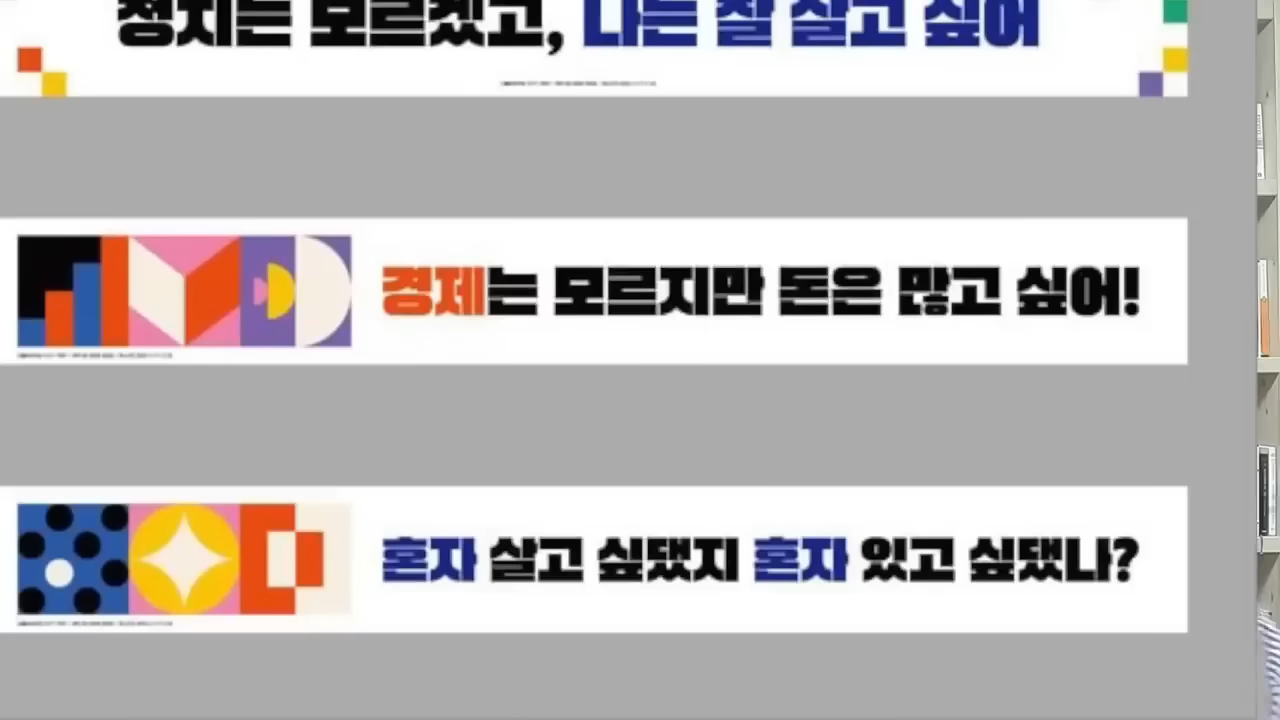 정치는 모르겠고, 나는 잘 살고 싶어
경제는 모르지만 돈은 많고 싶어!
혼자 살고 싶댔지 혼자 있고 싶댔나?